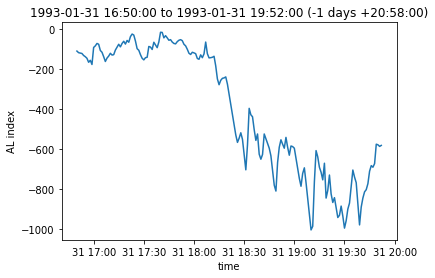 1993-01-31 16:50:00 to 1993-01-31 19:52:00 (-1 days +20:58:00)
0
−200
−400
−600
−800
−1000
AL index
31 17:00 31 17:30 31 18:00 31 18:30 31 19:00 31 19:30 31 20:00
time